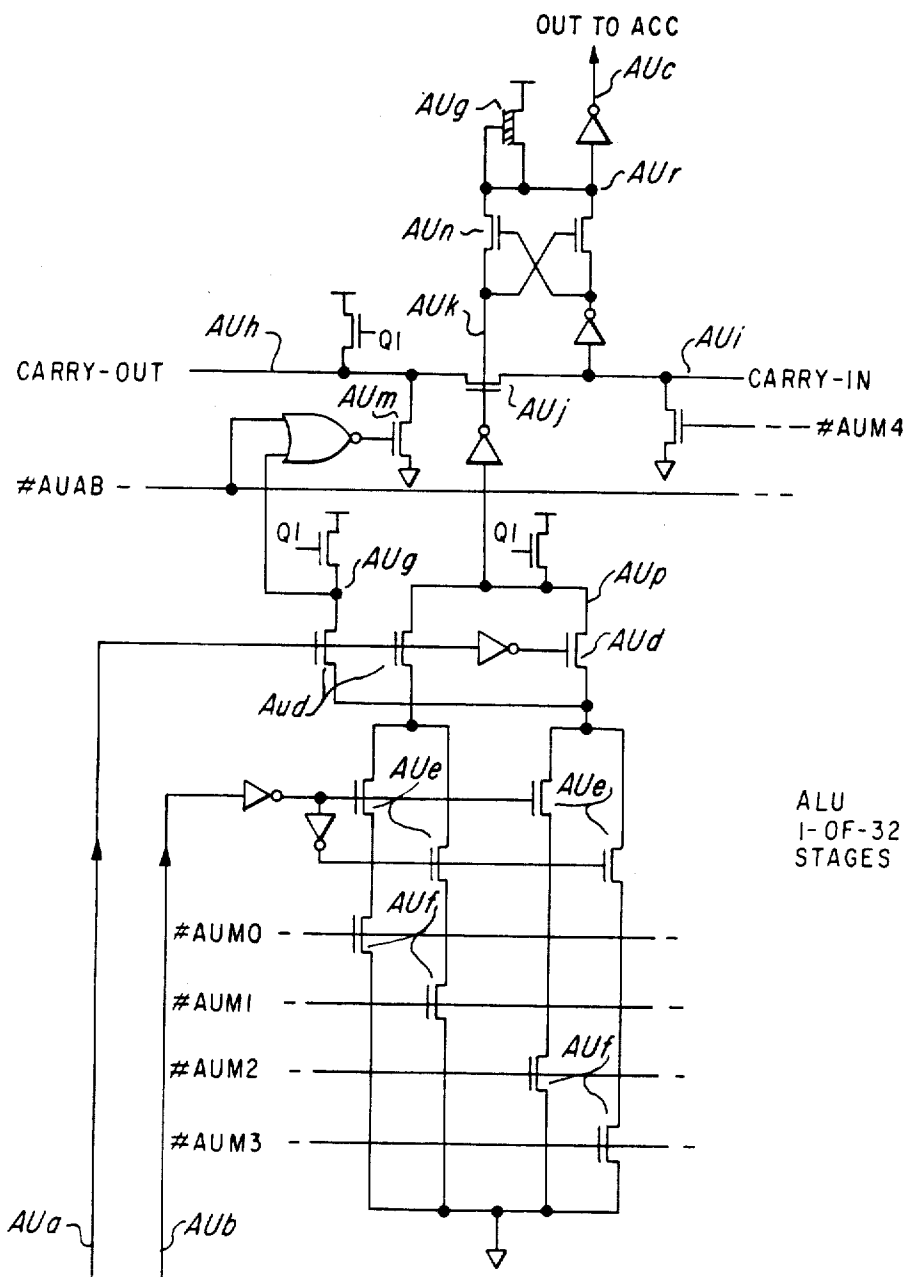 OUT TO ACC
AUc
AUg
AUr
AUn
AUk
AUh
Q1
AUi
CARRY-OUT
CARRY-IN
AUm
AUj
#AUM4
#AUAB
Q1
Q1
AUg
AUp
AUd
Aud
AUe
AUe
ALU
1-OF-32
STAGES
AUf
#AUM0
#AUM1
AUf
#AUM2
#AUM3
AUa
AUb